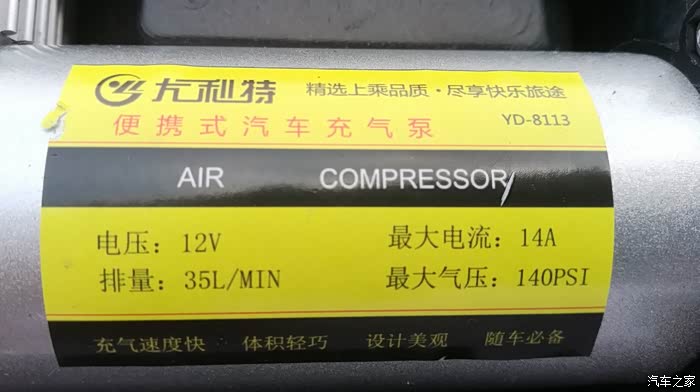 尤利特 精选上乘品质·尽享快乐旅途
便携式汽车充气泵 YD-8113
AIR COMPRESSOR
电压：12V 最大电流：14A
排量：35L/MIN 最大气压：140PSI
充气速度快 体积轻巧 设计美观 随车必备
汽车之家